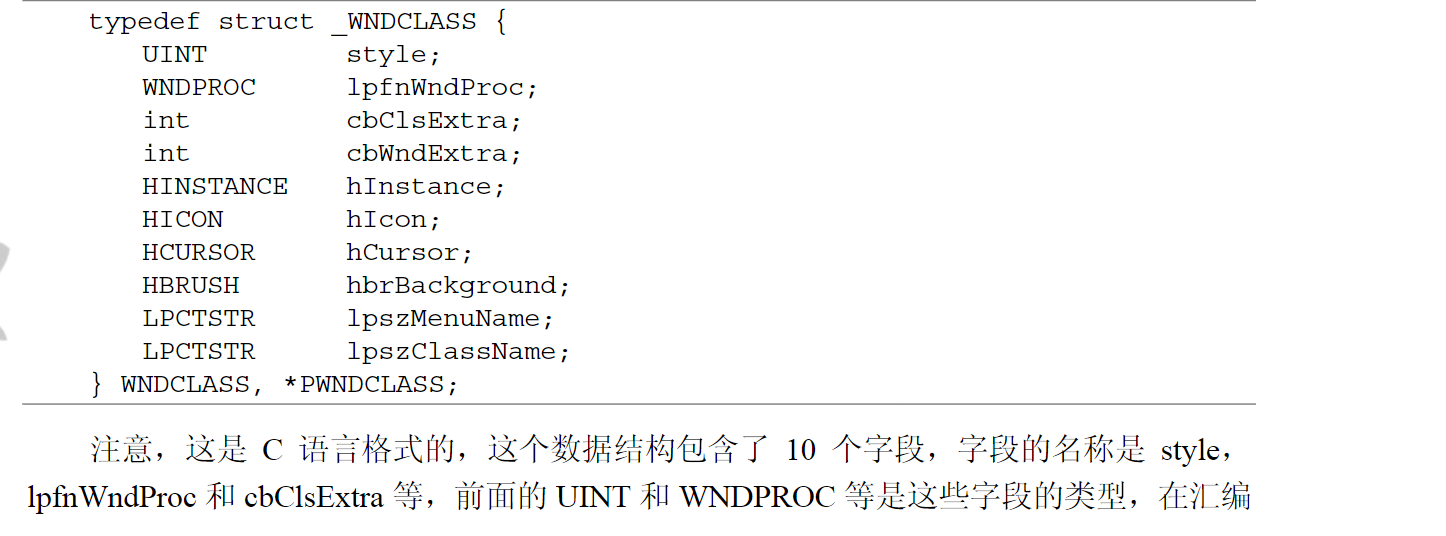 typedef struct _WNDCLASS {
UINT style;
WNDPROC lpfnWndProc;
int cbClsExtra;
int cbWndExtra;
HINSTANCE hInstance;
HICON hIcon;
HCURSOR hCursor;
HBRUSH hbrBackground;
LPCTSTR lpszMenuName;
LPCTSTR lpszClassName;
} WNDCLASS, *PWNDCLASS;
注意，这是 C 语言格式的，这个数据结构包含了 10 个字段，字段的名称是 style，
lpfnWndProc 和 cbClsExtra 等，前面的 UINT 和 WNDPROC 等是这些字段的类型，在汇编